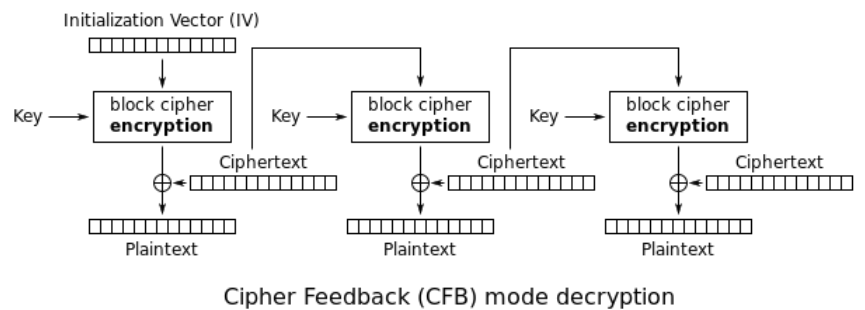 Initialization Vector (IV)
Key
block cipher
encryption
Key
block cipher
encryption
Key
block cipher
encryption
Ciphertext
Ciphertext
Ciphertext
Plaintext
Plaintext
Plaintext
Cipher Feedback (CFB) mode decryption